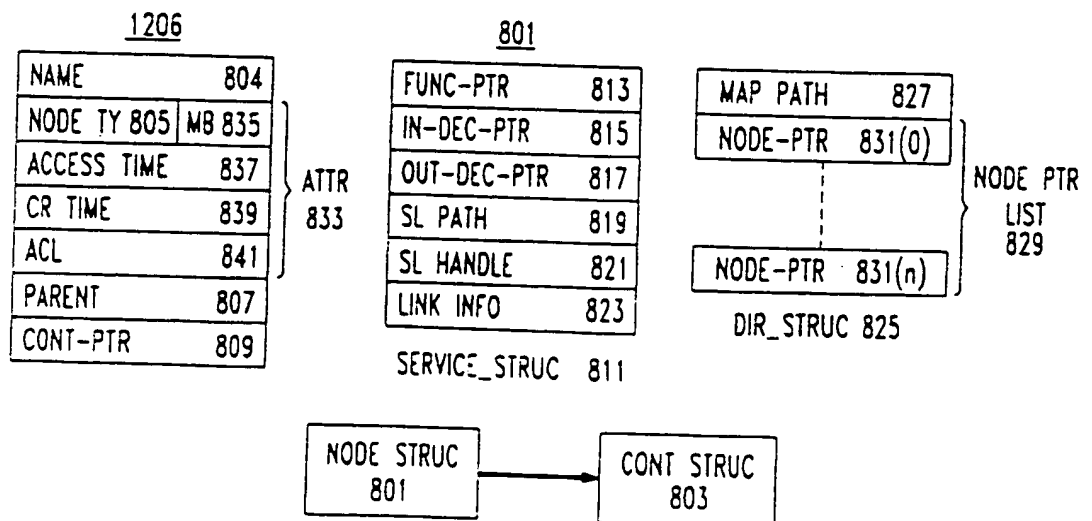 1206
NAME 804
NODE TY 805 MB 835
ACCESS TIME 837
CR TIME 839
ACL 841
PARENT 807
CONT-PTR 809
ATTR
833
801
FUNC-PTR 813
IN-DEC-PTR 815
OUT-DEC-PTR 817
SL PATH 819
SL HANDLE 821
LINK INFO 823
SERVICE_STRUC 811
MAP PATH 827
NODE-PTR 831(0)
NODE-PTR 831(n)
NODE PTR
LIST
829
DIR_STRUC 825
NODE STRUC
801
CONT STRUC
803